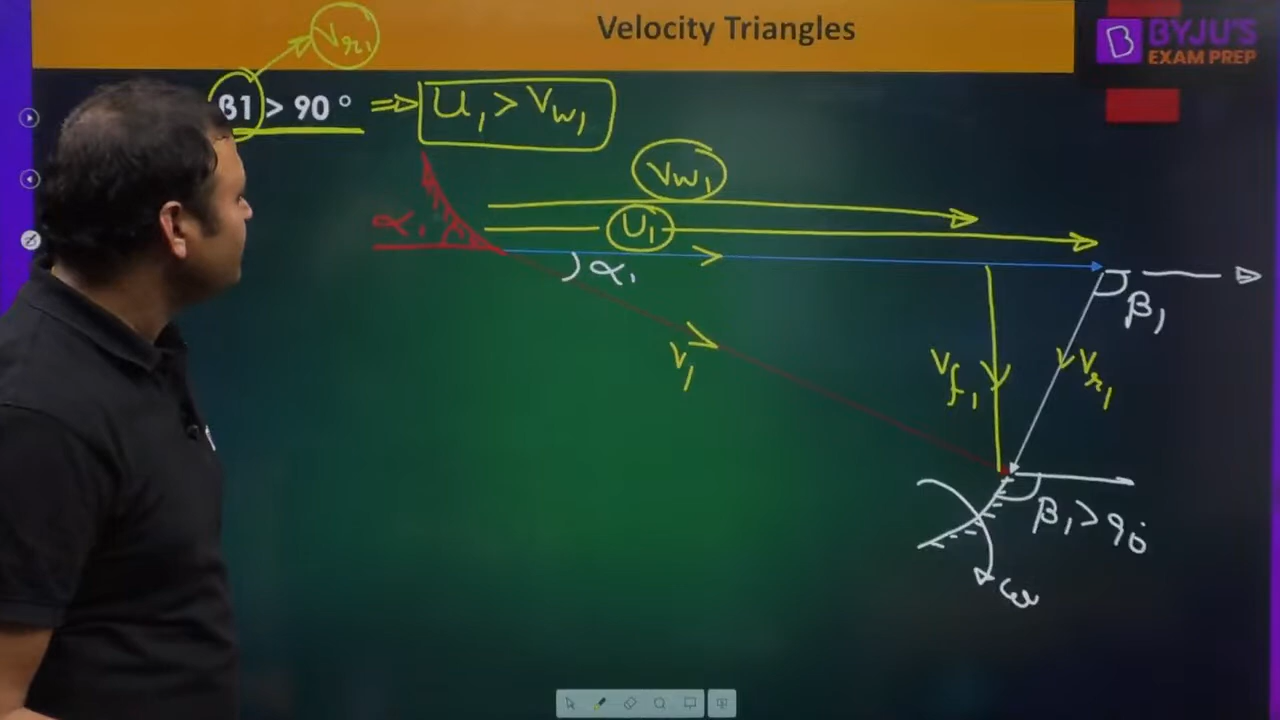 Velocity Triangles
BYJU'S
EXAM PREP
Vr₁
β1 > 90° ⇒ U₁ > Vw₁
Vw₁
U₁
α₁
α₁
β₁
V₁
Vf₁
Vr₁
β₁ > 90°
ω